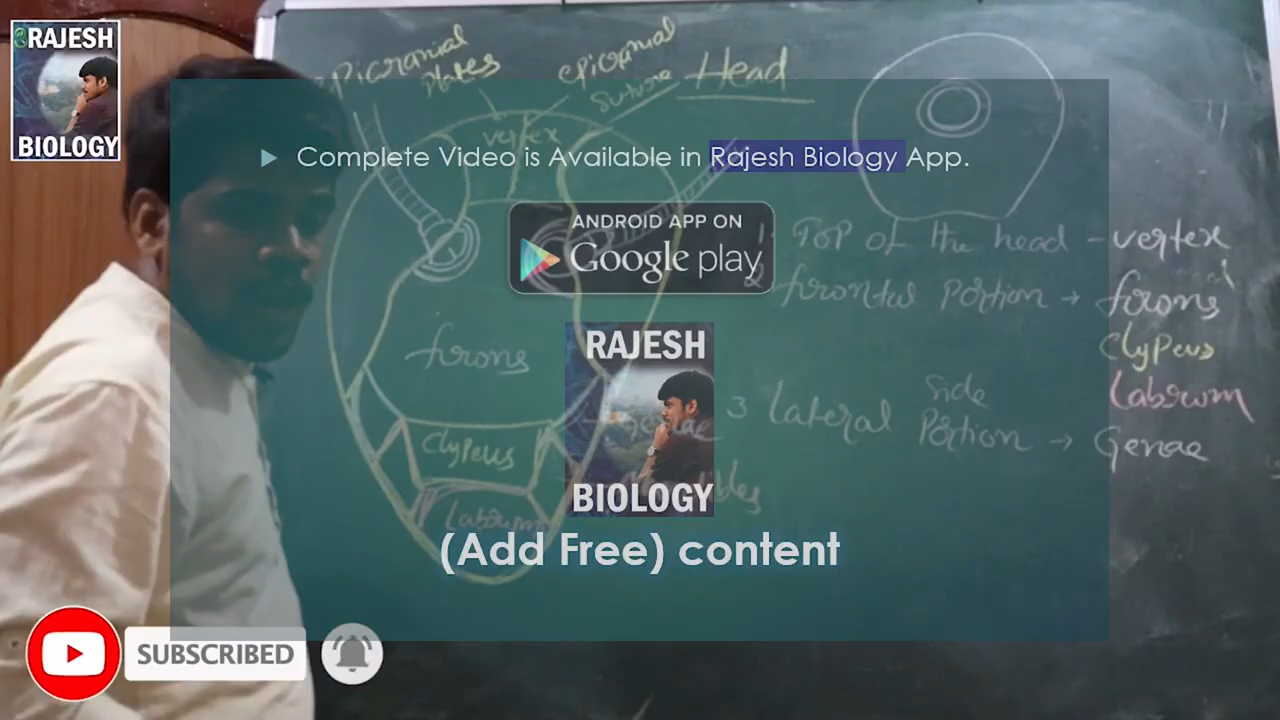 RAJESH
BIOLOGY
epicranial
plates
epicranial
suture
Head
vertex
Complete Video is Available in Rajesh Biology App.
ANDROID APP ON
Google play
1. Top of the head - vertex
2 frontal Portion → frons
Clypeus
Labrum
3 lateral side Portion → Genae
frons
Clypeus
Labrum
genae
RAJESH
BIOLOGY
(Add Free) content
SUBSCRIBED